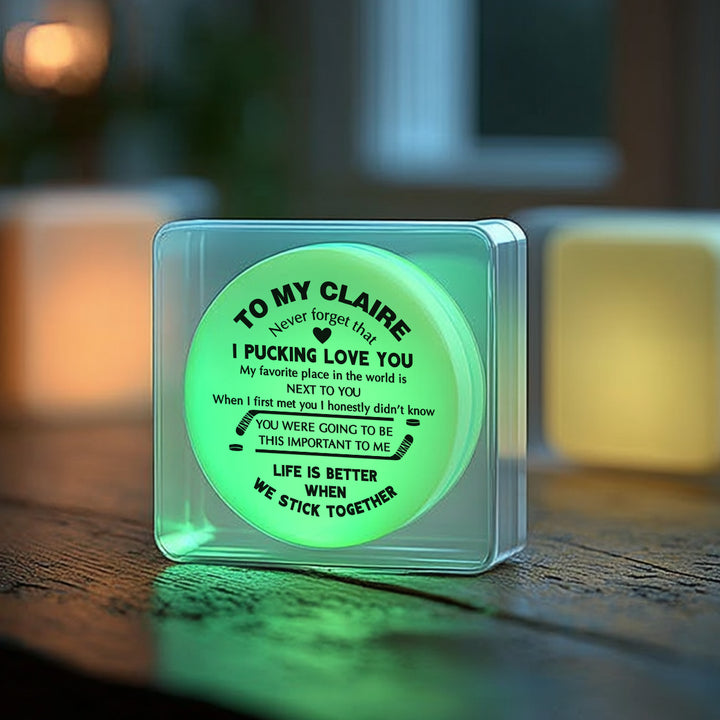 TO MY CLAIRE
Never forget that
I PUCKING LOVE YOU
My favorite place in the world is
NEXT TO YOU
When I first met you I honestly didn't know
YOU WERE GOING TO BE
THIS IMPORTANT TO ME
LIFE IS BETTER
WHEN
WE STICK TOGETHER